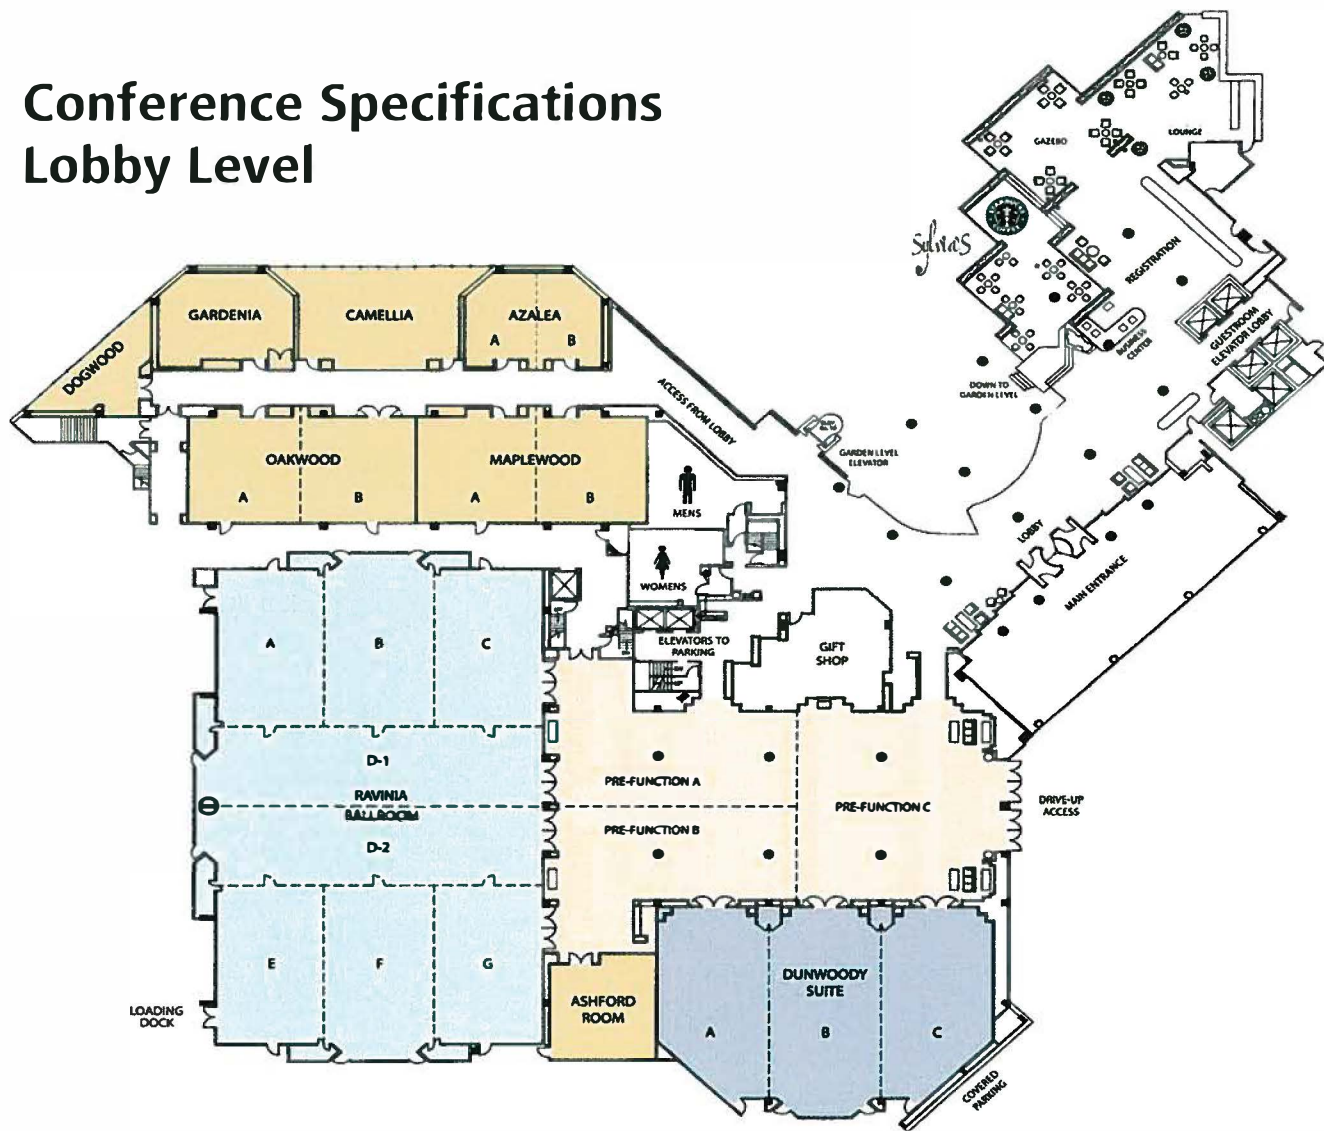 Conference Specifications
Lobby Level
LOUNGE
GAZEBO
Sylvia's
REGISTRATION
GUESTROOM
ELEVATOR LOBBY
BUSINESS
CENTER
DOWN TO
GARDEN LEVEL
GARDEN LEVEL
ELEVATOR
LOBBY
MAIN ENTRANCE
GARDENIA
CAMELLIA
AZALEA
A
B
DOGWOOD
ACCESS FROM LOBBY
OAKWOOD
A
B
MAPLEWOOD
A
B
MENS
WOMENS
ELEVATORS TO
PARKING
GIFT
SHOP
A
B
C
D-1
RAVINIA
BALLROOM
D-2
E
F
G
PRE-FUNCTION A
PRE-FUNCTION B
PRE-FUNCTION C
DRIVE-UP
ACCESS
LOADING
DOCK
ASHFORD
ROOM
DUNWOODY
SUITE
A
B
C
COVERED
PARKING